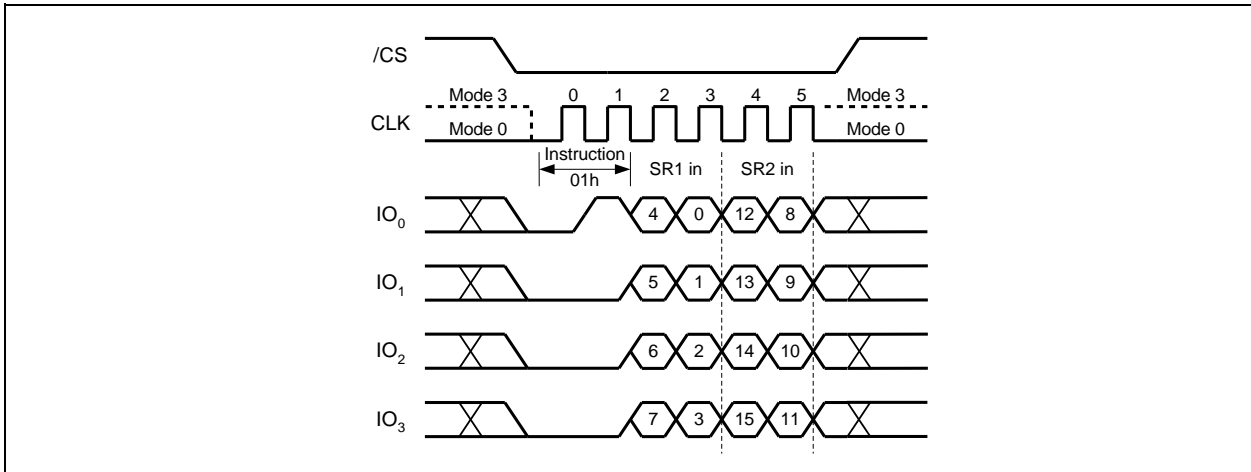 /CS
Mode 3 0 1 2 3 4 5 Mode 3
CLK
Mode 0 Mode 0
Instruction SR1 in SR2 in
01h
IO0 4 0 12 8
IO1 5 1 13 9
IO2 6 2 14 10
IO3 7 3 15 11